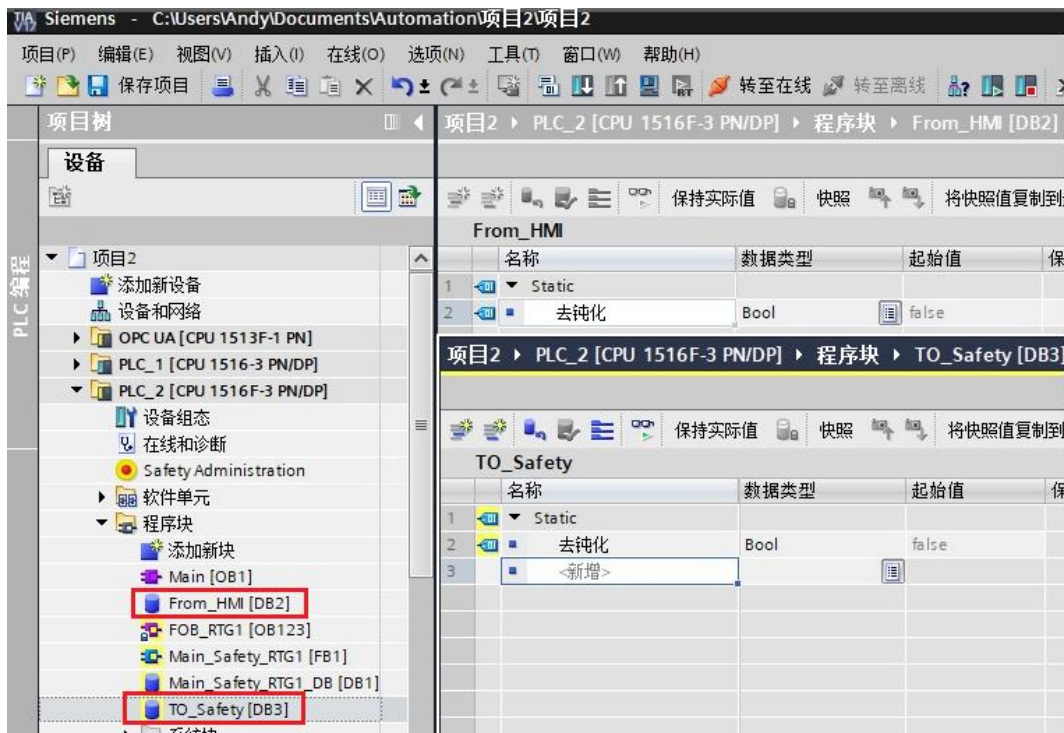 Siemens - C:\Users\Andy\Documents\Automation\项目2\项目2
项目(P) 编辑(E) 视图(V) 插入(I) 在线(O) 选项(N) 工具(T) 窗口(W) 帮助(H)
保存项目 转至在线 转至离线
项目树
项目2 PLC_2 [CPU 1516F-3 PN/DP] 程序块 From_HMI [DB2]
设备
保持实际值 快照 将快照值复制到
From_HMI
名称 数据类型 起始值 保
1 Static
2 去钝化 Bool false
PLC 编程
项目2
添加新设备
设备和网络
OPC UA [CPU 1513F-1 PN]
PLC_1 [CPU 1516-3 PN/DP]
PLC_2 [CPU 1516F-3 PN/DP]
设备组态
在线和诊断
Safety Administration
软件单元
程序块
添加新块
Main [OB1]
From_HMI [DB2]
FOB_RTG1 [OB123]
Main_Safety_RTG1 [FB1]
Main_Safety_RTG1_DB [DB1]
TO_Safety [DB3]
项目2 PLC_2 [CPU 1516F-3 PN/DP] 程序块 TO_Safety [DB3]
保持实际值 快照 将快照值复制到
TO_Safety
名称 数据类型 起始值 保
1 Static
2 去钝化 Bool false
3 <新增>